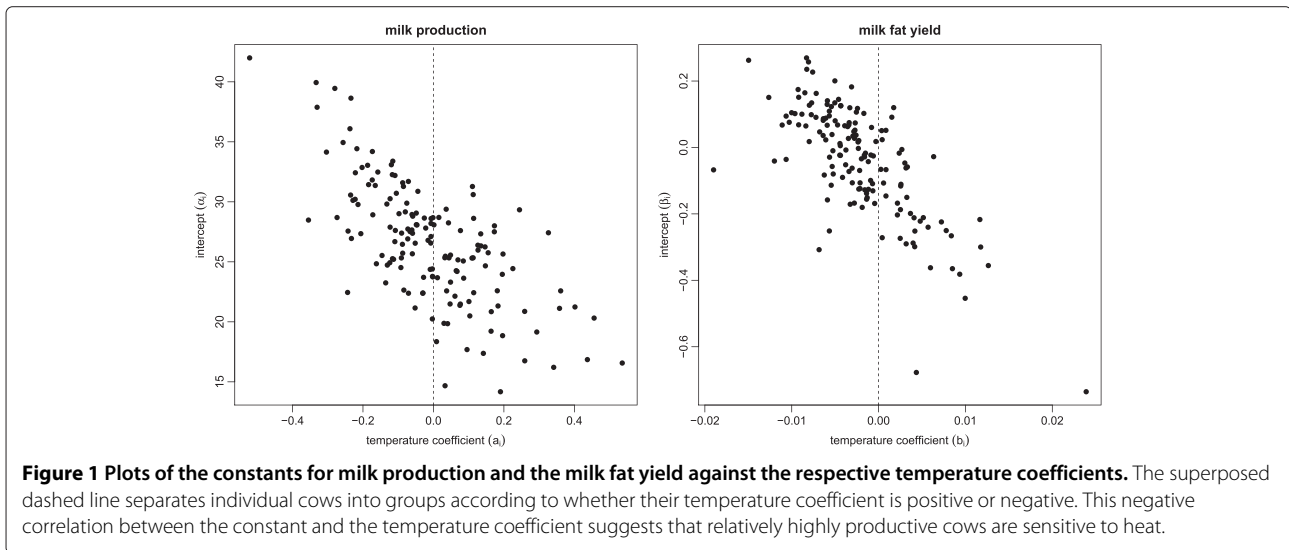 milk production
intercept (αi)
40
35
30
25
20
15
−0.4 −0.2 0.0 0.2 0.4
temperature coefficient (ai)
milk fat yield
intercept (βi)
0.2
0.0
−0.2
−0.4
−0.6
−0.02 −0.01 0.00 0.01 0.02
temperature coefficient (bi)
Figure 1 Plots of the constants for milk production and the milk fat yield against the respective temperature coefficients. The superposed
dashed line separates individual cows into groups according to whether their temperature coefficient is positive or negative. This negative
correlation between the constant and the temperature coefficient suggests that relatively highly productive cows are sensitive to heat.